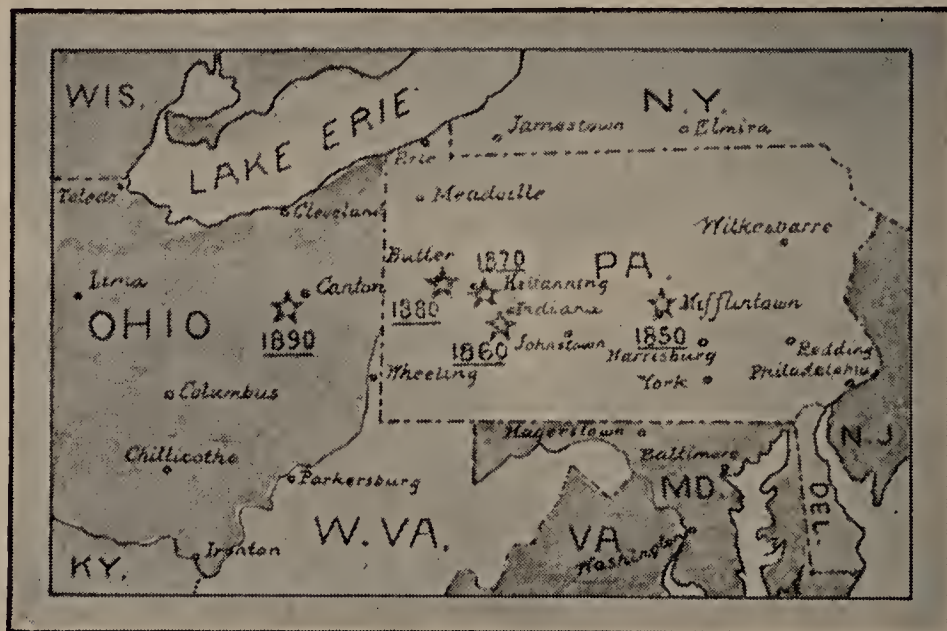 WIS.
LAKE ERIE
N.Y.
Jamestown
Elmira
Erie
Toledo
Meadville
Cleveland
Wilkesbarre
Butler
1870
PA.
Lima
Canton
Kittanning
1880
Indiana
Mifflintown
OHIO
1890
1860
Johnstown
1850
Harrisburg
Redding
Wheeling
York
Philadelphia
Columbus
Hagerstown
N.J.
Chillicothe
Baltimore
Parkersburg
MD.
DEL.
W.VA.
VA
Washington
Ironton
KY.